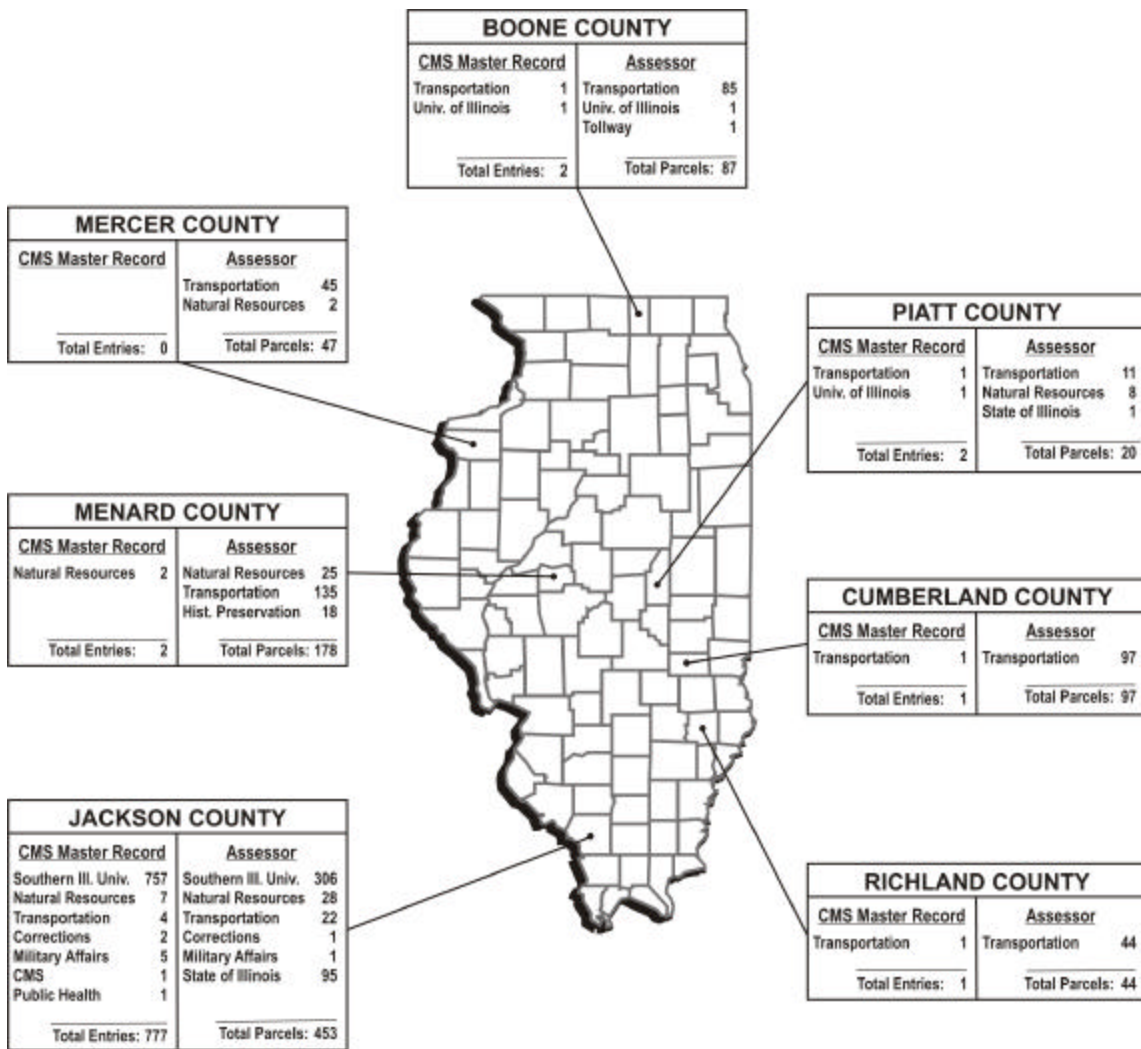 BOONE COUNTY
CMS Master Record
Transportation 1
Univ. of Illinois 1
Total Entries: 2
Assessor
Transportation 85
Univ. of Illinois 1
Tollway 1
Total Parcels: 87
MERCER COUNTY
CMS Master Record
Total Entries: 0
Assessor
Transportation 45
Natural Resources 2
Total Parcels: 47
PIATT COUNTY
CMS Master Record
Transportation 1
Univ. of Illinois 1
Total Entries: 2
Assessor
Transportation 11
Natural Resources 8
State of Illinois 1
Total Parcels: 20
MENARD COUNTY
CMS Master Record
Natural Resources 2
Total Entries: 2
Assessor
Natural Resources 25
Transportation 135
Hist. Preservation 18
Total Parcels: 178
CUMBERLAND COUNTY
CMS Master Record
Transportation 1
Total Entries: 1
Assessor
Transportation 97
Total Parcels: 97
JACKSON COUNTY
CMS Master Record
Southern Ill. Univ. 757
Natural Resources 7
Transportation 4
Corrections 2
Military Affairs 5
CMS 1
Public Health 1
Total Entries: 777
Assessor
Southern Ill. Univ. 306
Natural Resources 28
Transportation 22
Corrections 1
Military Affairs 1
State of Illinois 95
Total Parcels: 453
RICHLAND COUNTY
CMS Master Record
Transportation 1
Total Entries: 1
Assessor
Transportation 44
Total Parcels: 44